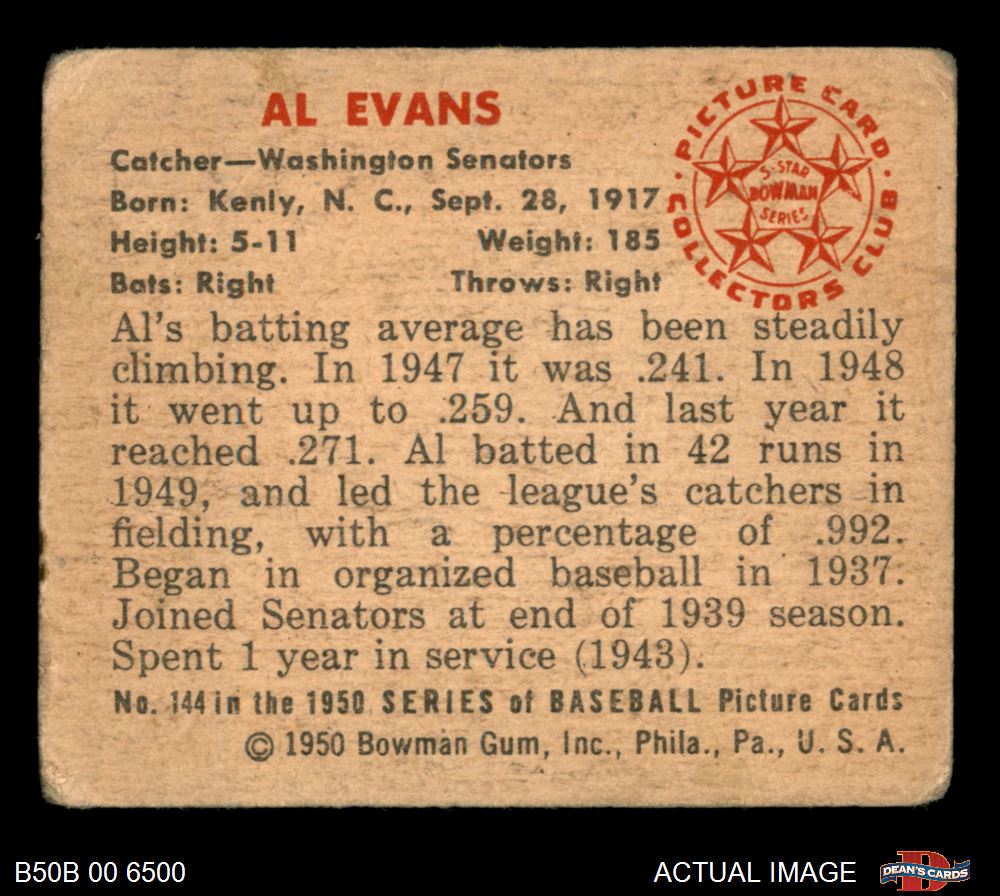 AL EVANS
Catcher—Washington Senators
Born: Kenly, N. C., Sept. 28, 1917
Height: 5-11 Weight: 185
Bats: Right Throws: Right
PICTURE CARD COLLECTORS CLUB
5-STAR
BOWMAN
SERIES
Al's batting average has been steadily
climbing. In 1947 it was .241. In 1948
it went up to .259. And last year it
reached .271. Al batted in 42 runs in
1949, and led the league's catchers in
fielding, with a percentage of .992.
Began in organized baseball in 1937.
Joined Senators at end of 1939 season.
Spent 1 year in service (1943).
No. 144 in the 1950 SERIES of BASEBALL Picture Cards
© 1950 Bowman Gum, Inc., Phila., Pa., U. S. A.
B50B 00 6500
ACTUAL IMAGE
D
DEAN'S CARDS